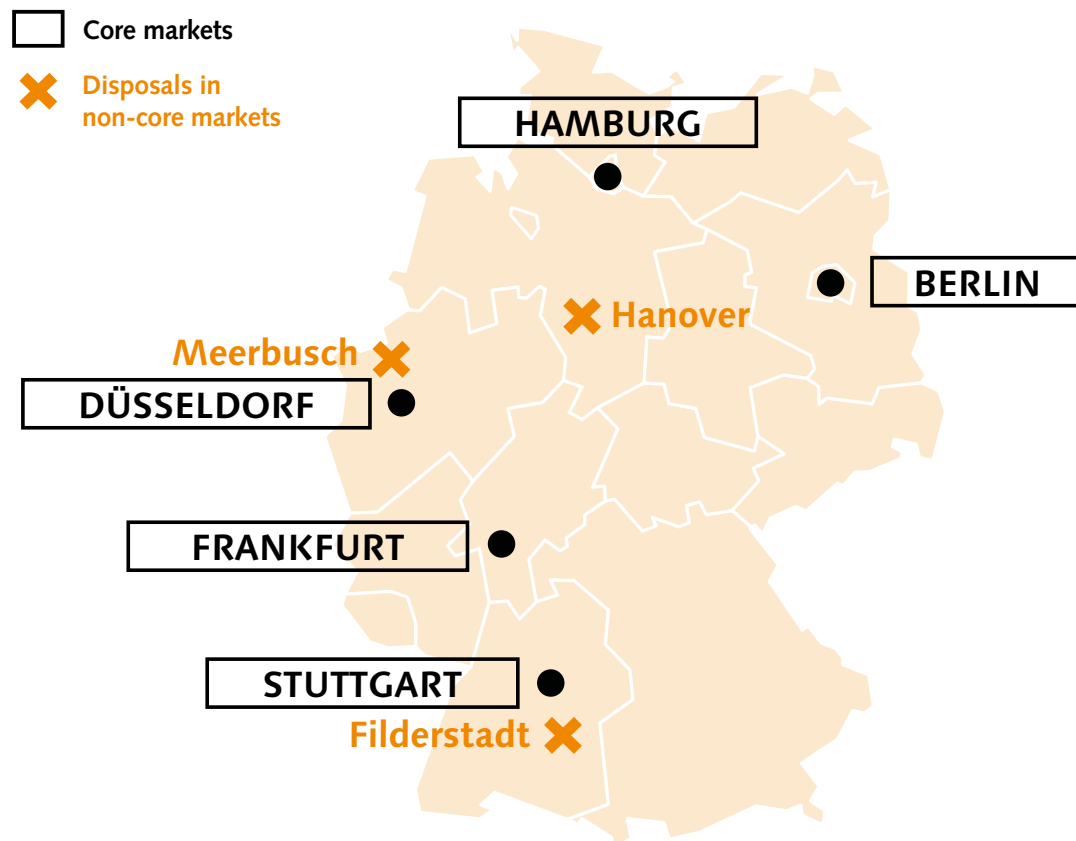 Core markets
Disposals in
non-core markets
HAMBURG
BERLIN
Hanover
Meerbusch
DÜSSELDORF
FRANKFURT
STUTTGART
Filderstadt